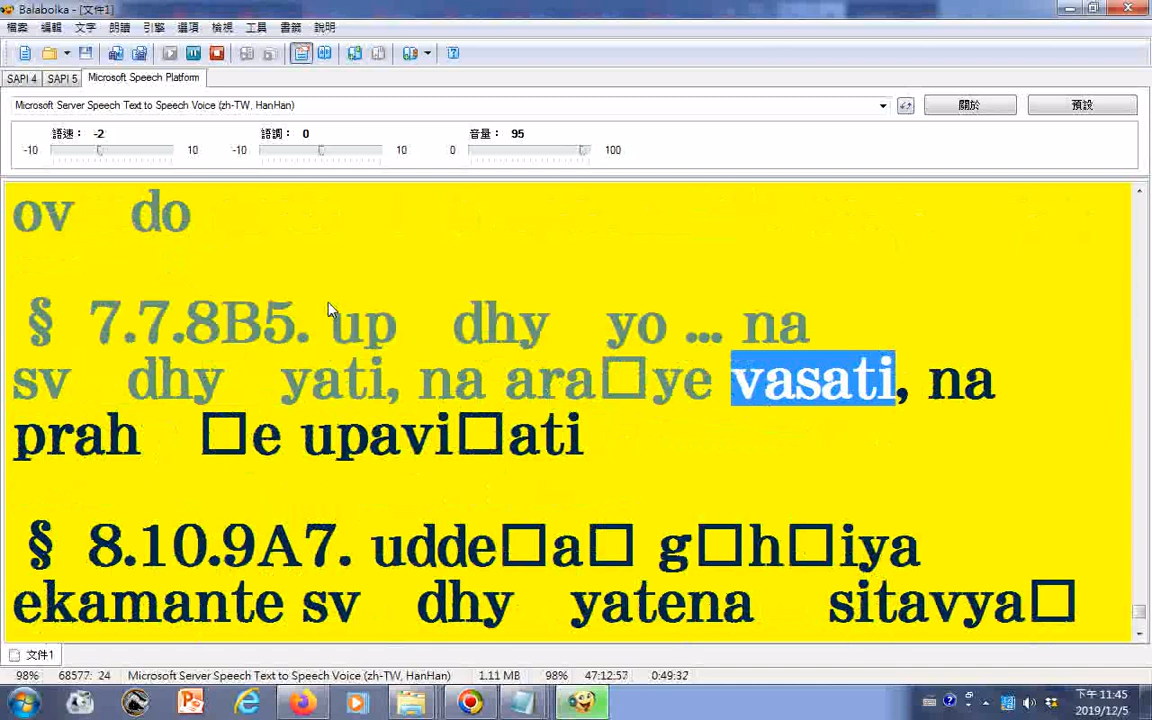 Balabolka - [文件1]
檔案 編輯 文字 朗讀 引擎 選項 檢視 工具 書籤 說明
SAPI 4 SAPI 5 Microsoft Speech Platform
Microsoft Server Speech Text to Speech Voice (zh-TW, HanHan)
關於 預設
語速： -2 語調： 0 音量： 95
-10 10 -10 10 0 100
ov do
§ 7.7.8B5. up dhy yo ... na
sv dhy yati, na ara□ye vasati, na
prah □e upavi□ati
§ 8.10.9A7. udde□a□ g□h□iya
ekamante sv dhy yatena sitavya□
文件1
98% 68577: 24 Microsoft Server Speech Text to Speech Voice (zh-TW, HanHan) 1.11 MB 98% 47:12:57 0:49:32
下午 11:45
2019/12/5